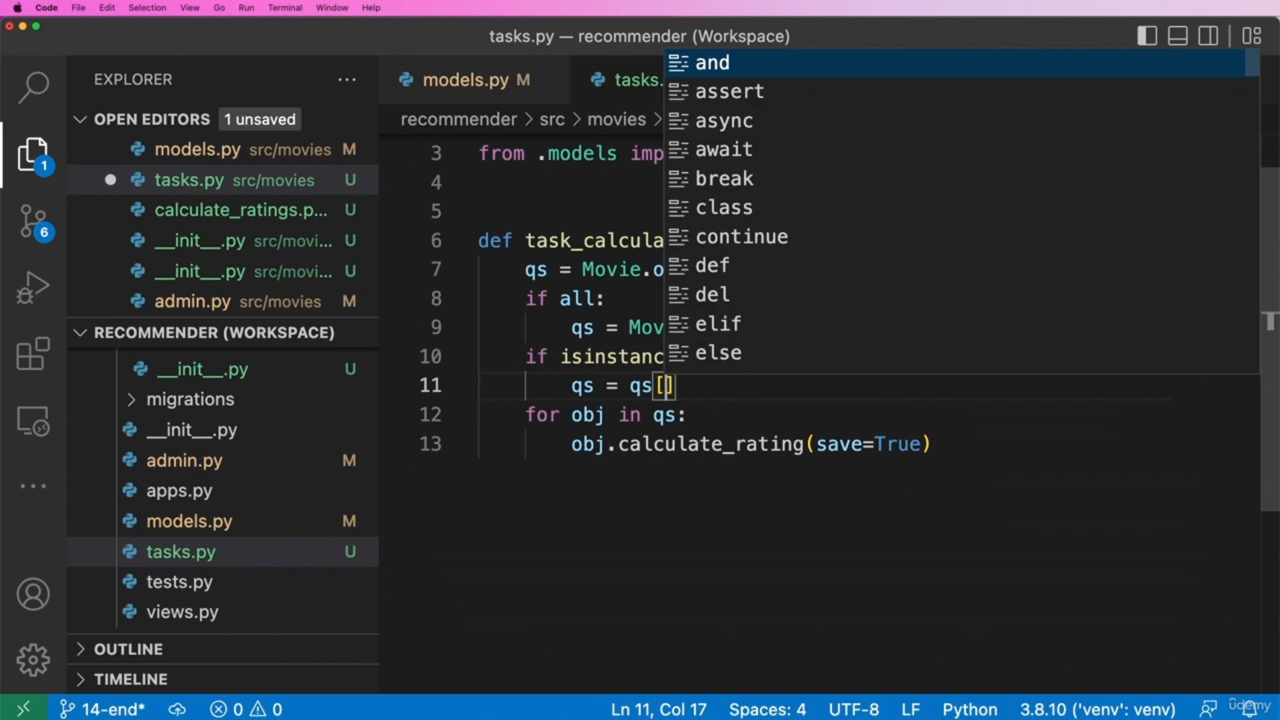 Code File Edit Selection View Go Run Terminal Window Help
tasks.py — recommender (Workspace)
EXPLORER
OPEN EDITORS 1 unsaved
models.py src/movies M
tasks.py src/movies U
calculate_ratings.p... U
__init__.py src/movi... U
__init__.py src/movi... U
admin.py src/movies M
RECOMMENDER (WORKSPACE)
__init__.py U
migrations
__init__.py
admin.py M
apps.py
models.py M
tasks.py U
tests.py
views.py
OUTLINE
TIMELINE
1
6
models.py M tasks.
recommender > src > movies >
3 from .models imp
4
5
6 def task_calcula
7 qs = Movie.o
8 if all:
9 qs = Mov
10 if isinstanc
11 qs = qs[]
12 for obj in qs:
13 obj.calculate_rating(save=True)
and
assert
async
await
break
class
continue
def
del
elif
else
14-end* 0 0 Ln 11, Col 17 Spaces: 4 UTF-8 LF Python 3.8.10 ('venv': venv)
udemy